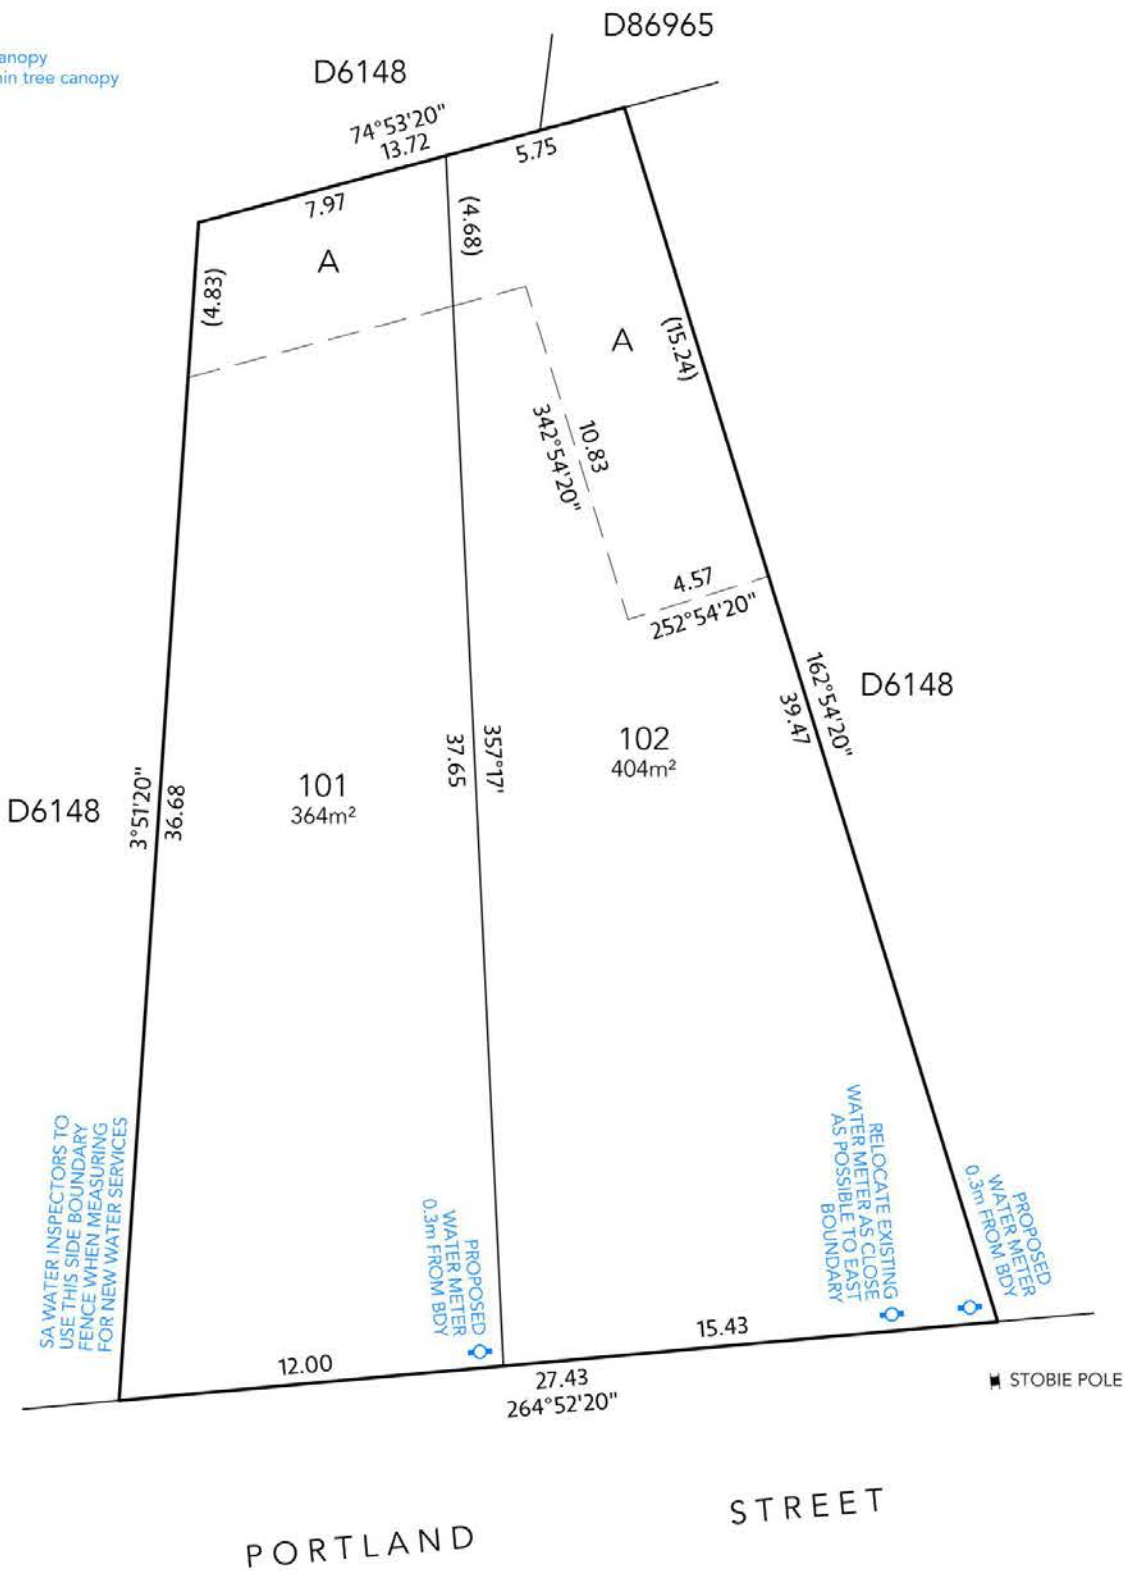 D86965
anopy
D6148
in tree canopy
74°53'20"
13.72
5.75
7.97
(4.68)
A
(4.83)
A
(15.24)
10.83
342°54'20"
4.57
252°54'20"
162°54'20"
39.47
D6148
357°17'
37.65
102
404m²
101
364m²
D6148
3°51'20"
36.68
SA WATER INSPECTORS TO
USE THIS SIDE BOUNDARY
FENCE WHEN MEASURING
FOR NEW WATER SERVICES
PROPOSED
WATER METER
0.3m FROM BDY
RELOCATE EXISTING
WATER METER AS CLOSE
AS POSSIBLE TO EAST
BOUNDARY
PROPOSED
WATER METER
0.3m FROM BDY
15.43
12.00
27.43
264°52'20"
STOBIE POLE
PORTLAND STREET